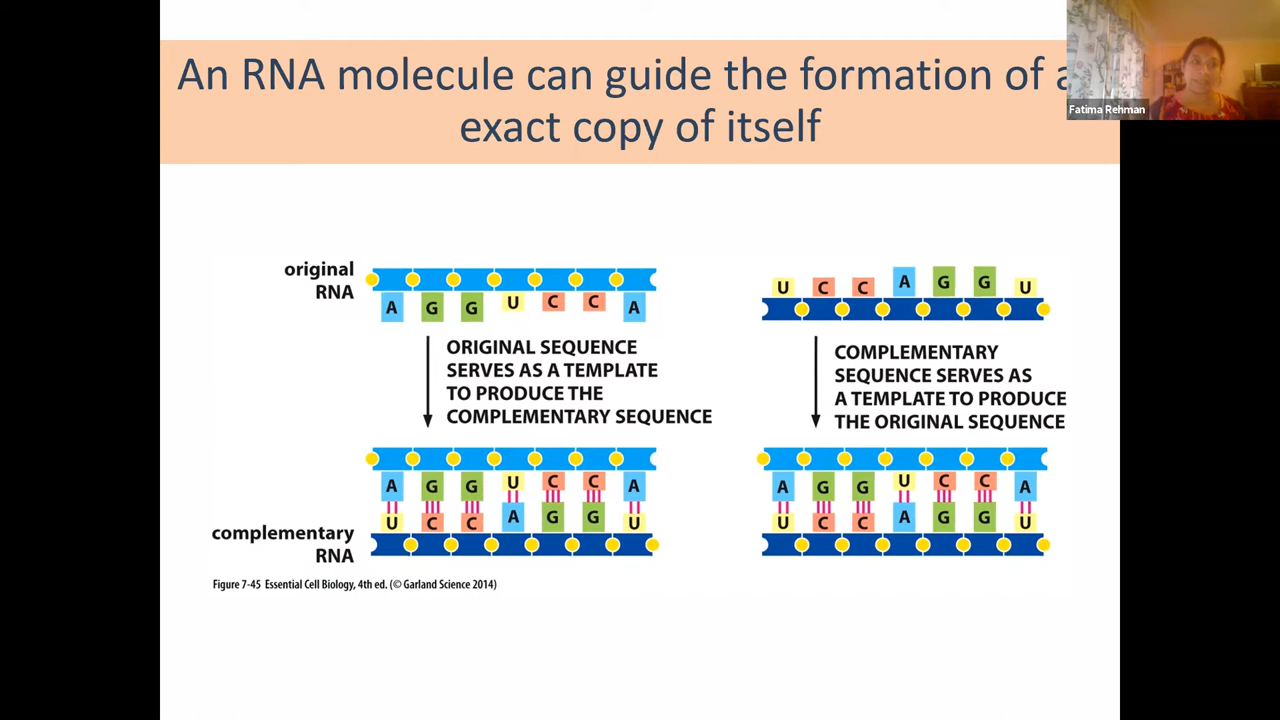 An RNA molecule can guide the formation of a
exact copy of itself
Fatima Rehman
original
RNA
A G G U C C A
ORIGINAL SEQUENCE
SERVES AS A TEMPLATE
TO PRODUCE THE
COMPLEMENTARY SEQUENCE
A G G U C C A
U C C A G G U
complementary
RNA
U C C A G G U
COMPLEMENTARY
SEQUENCE SERVES AS
A TEMPLATE TO PRODUCE
THE ORIGINAL SEQUENCE
A G G U C C A
U C C A G G U
Figure 7-45 Essential Cell Biology, 4th ed. (© Garland Science 2014)